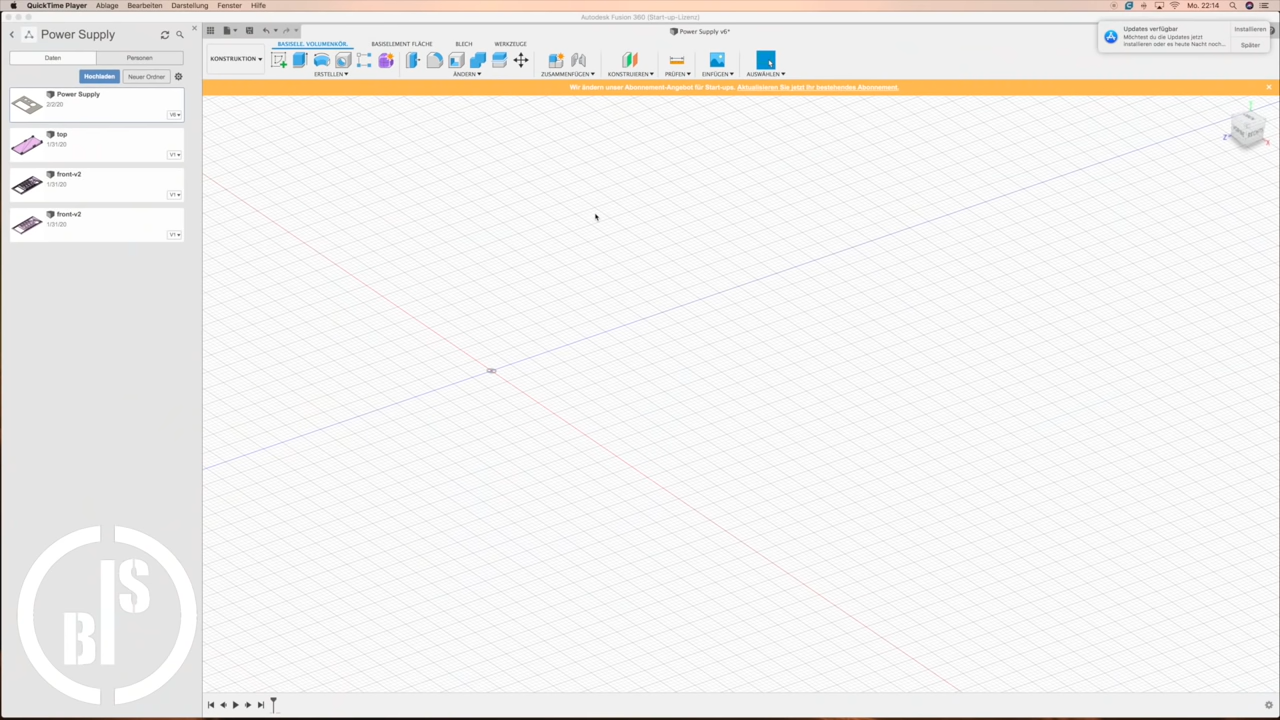 QuickTime Player Ablage Bearbeiten Darstellung Fenster Hilfe
Mo. 22:14
Autodesk Fusion 360 (Start-up-Lizenz)
Power Supply
Daten Personen
Hochladen Neuer Ordner
Power Supply
2/2/20
V6
top
1/31/20
V1
front-v2
1/31/20
V1
front-v2
1/31/20
V1
Power Supply v6*
BASISELE. VOLUMENKÖR. BASISELEMENT FLÄCHE BLECH WERKZEUGE
KONSTRUKTION
ERSTELLEN ÄNDERN ZUSAMMENFÜGEN KONSTRUIEREN PRÜFEN EINFÜGEN AUSWÄHLEN
Wir ändern unser Abonnement-Angebot für Start-ups. Aktualisieren Sie jetzt Ihr bestehendes Abonnement.
Updates verfügbar
Möchtest du die Updates jetzt
installieren oder es heute Nacht noch...
Installieren
Später
Y
Z
X
BIS